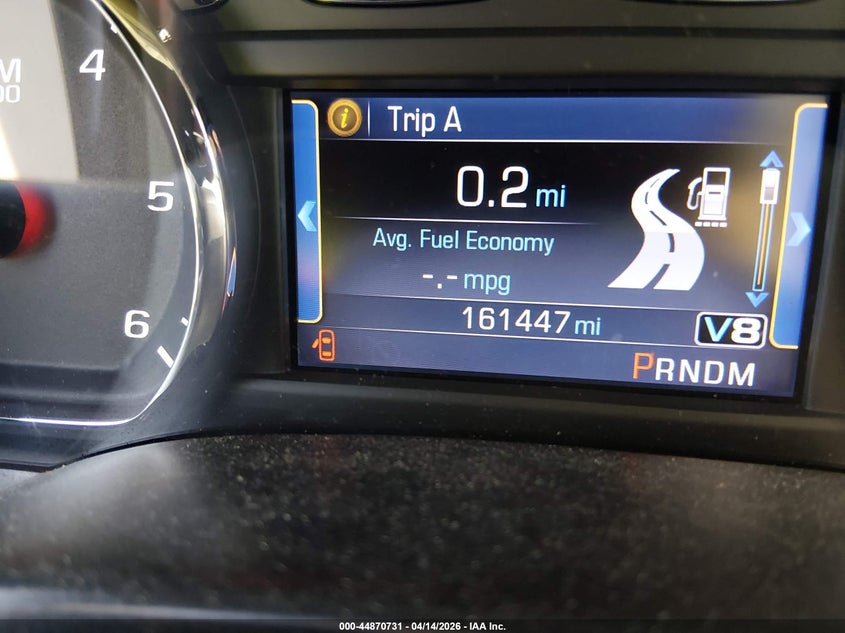 4
5
6
Trip A
0.2 mi
Avg. Fuel Economy
-.- mpg
161447 mi
V8
PRNDM
000-44870731 - 04/14/2026 - IAA Inc.